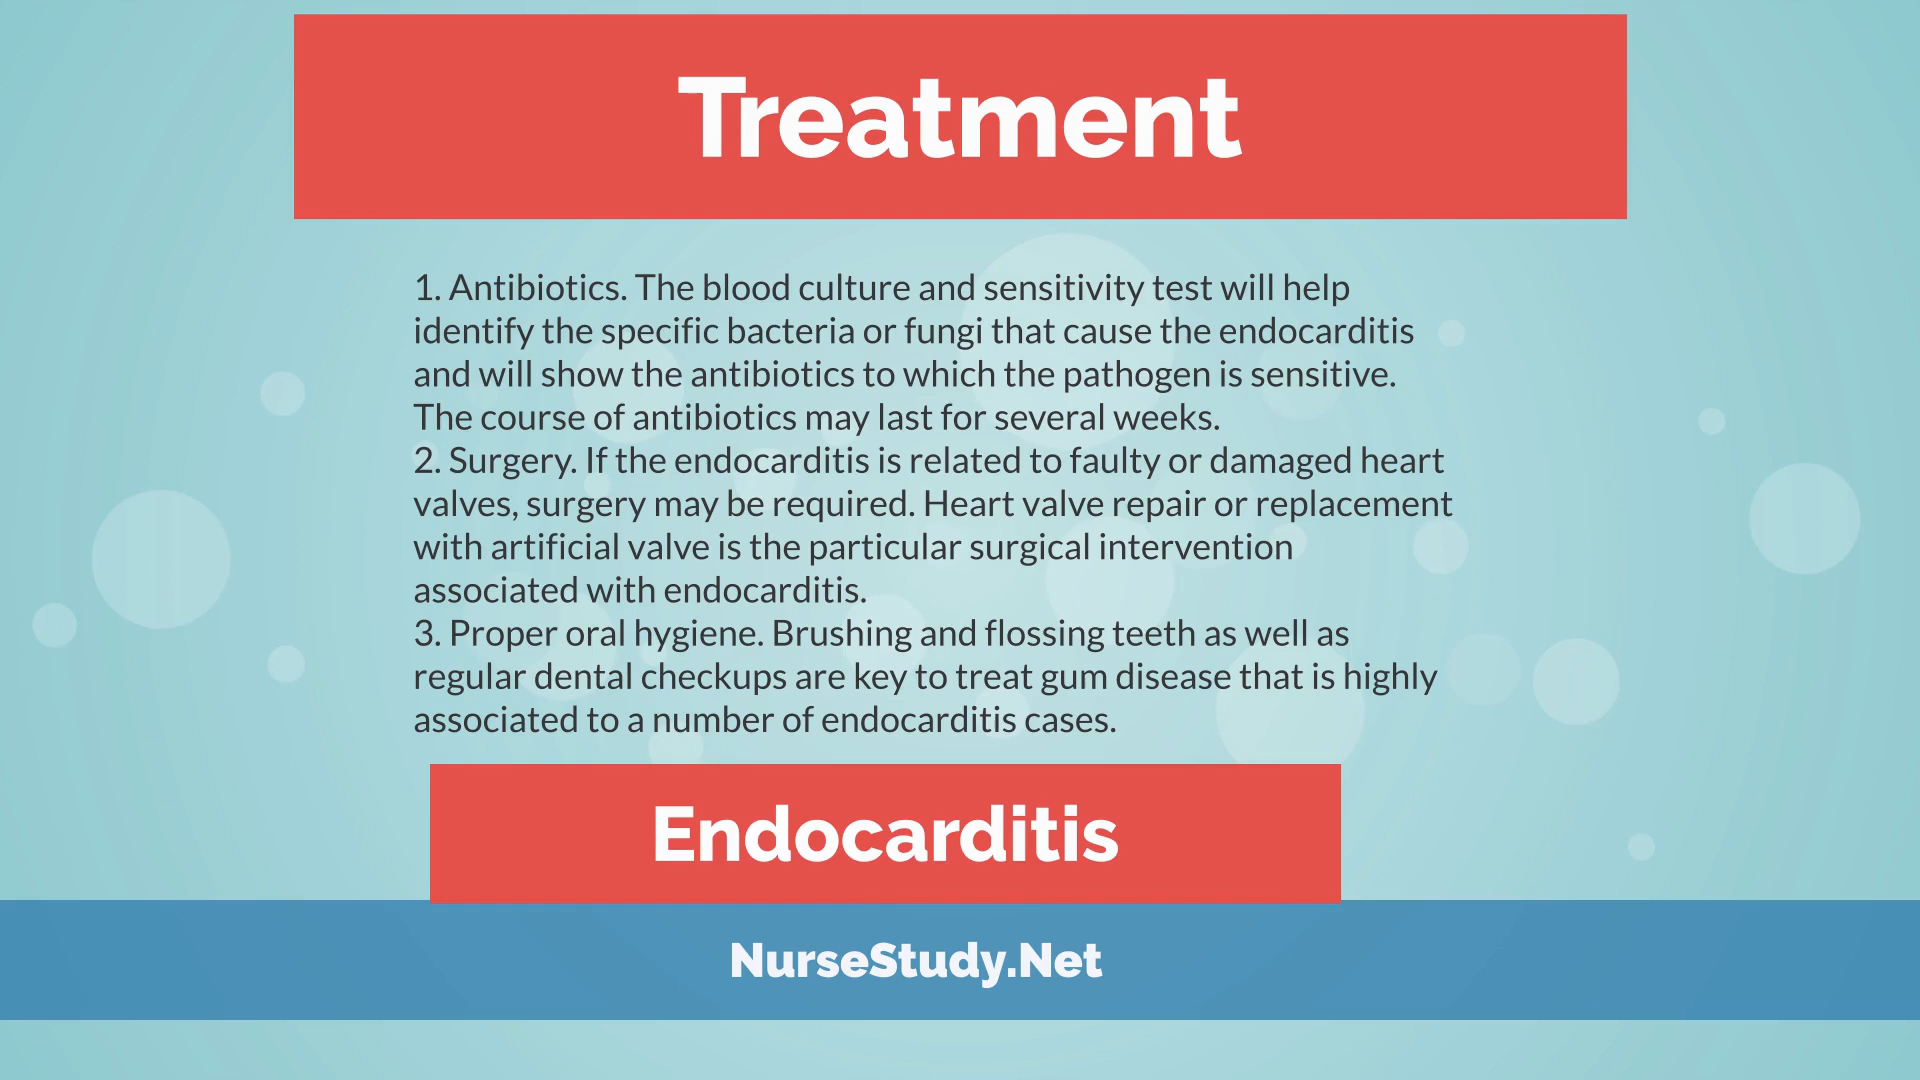 Treatment
1. Antibiotics. The blood culture and sensitivity test will help
identify the specific bacteria or fungi that cause the endocarditis
and will show the antibiotics to which the pathogen is sensitive.
The course of antibiotics may last for several weeks.
2. Surgery. If the endocarditis is related to faulty or damaged heart
valves, surgery may be required. Heart valve repair or replacement
with artificial valve is the particular surgical intervention
associated with endocarditis.
3. Proper oral hygiene. Brushing and flossing teeth as well as
regular dental checkups are key to treat gum disease that is highly
associated to a number of endocarditis cases.
Endocarditis
NurseStudy.Net